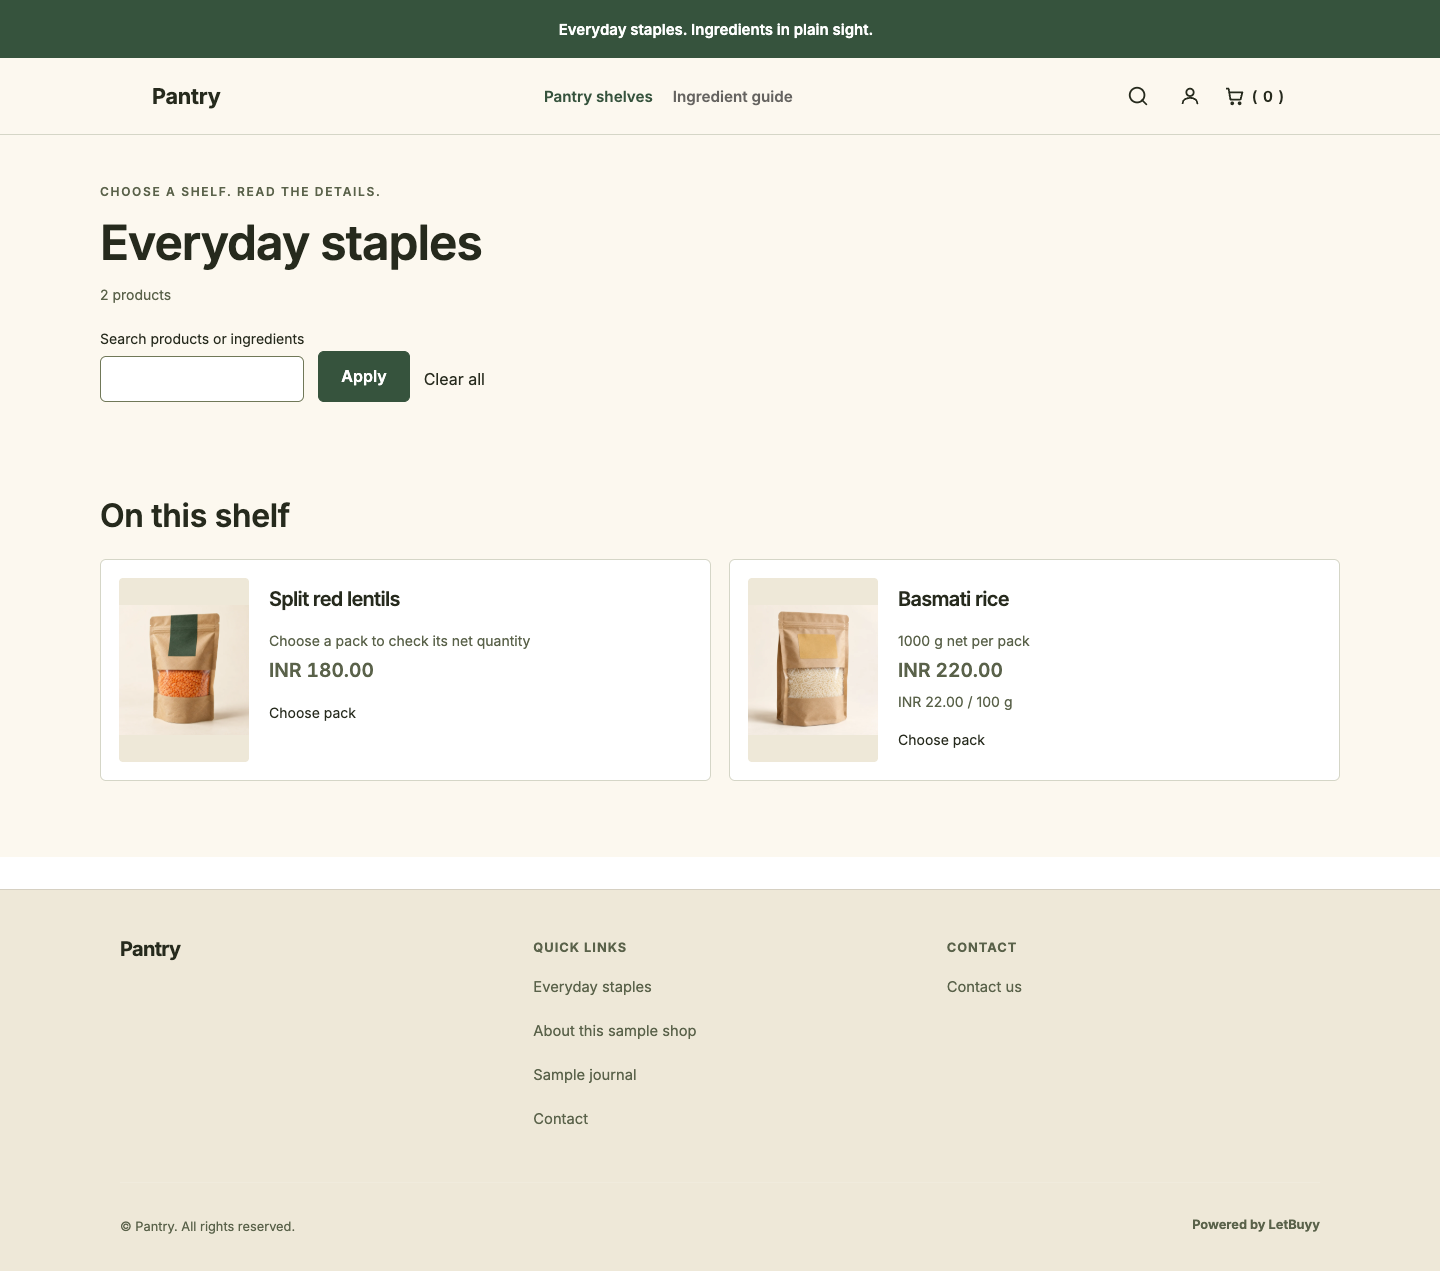 Everyday staples. Ingredients in plain sight.
Pantry
Pantry shelves
Ingredient guide
( 0 )
CHOOSE A SHELF. READ THE DETAILS.
Everyday staples
2 products
Search products or ingredients
Apply
Clear all
On this shelf
Split red lentils
Choose a pack to check its net quantity
INR 180.00
Choose pack
Basmati rice
1000 g net per pack
INR 220.00
INR 22.00 / 100 g
Choose pack
Pantry
QUICK LINKS
Everyday staples
About this sample shop
Sample journal
Contact
CONTACT
Contact us
© Pantry. All rights reserved.
Powered by LetBuyy